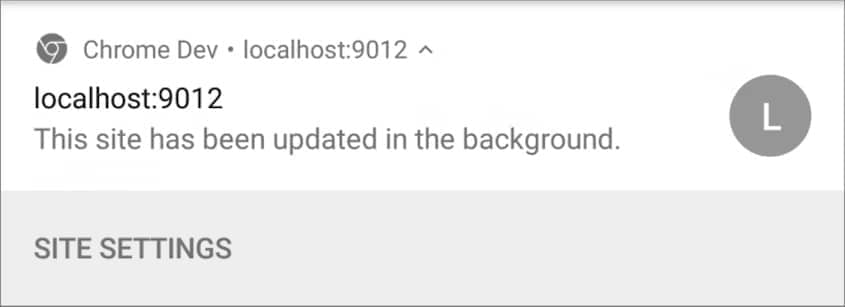 Chrome Dev • localhost:9012
localhost:9012
This site has been updated in the background.
L
SITE SETTINGS